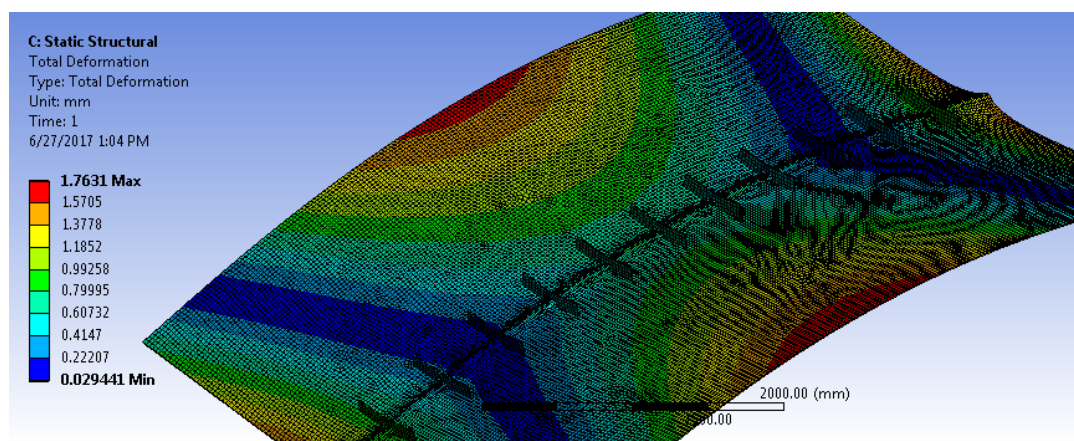 C: Static Structural
Total Deformation
Type: Total Deformation
Unit: mm
Time: 1
6/27/2017 1:04 PM
1.7631 Max
1.5705
1.3778
1.1852
0.99258
0.79995
0.60732
0.4147
0.22207
0.029441 Min
2000.00 (mm)